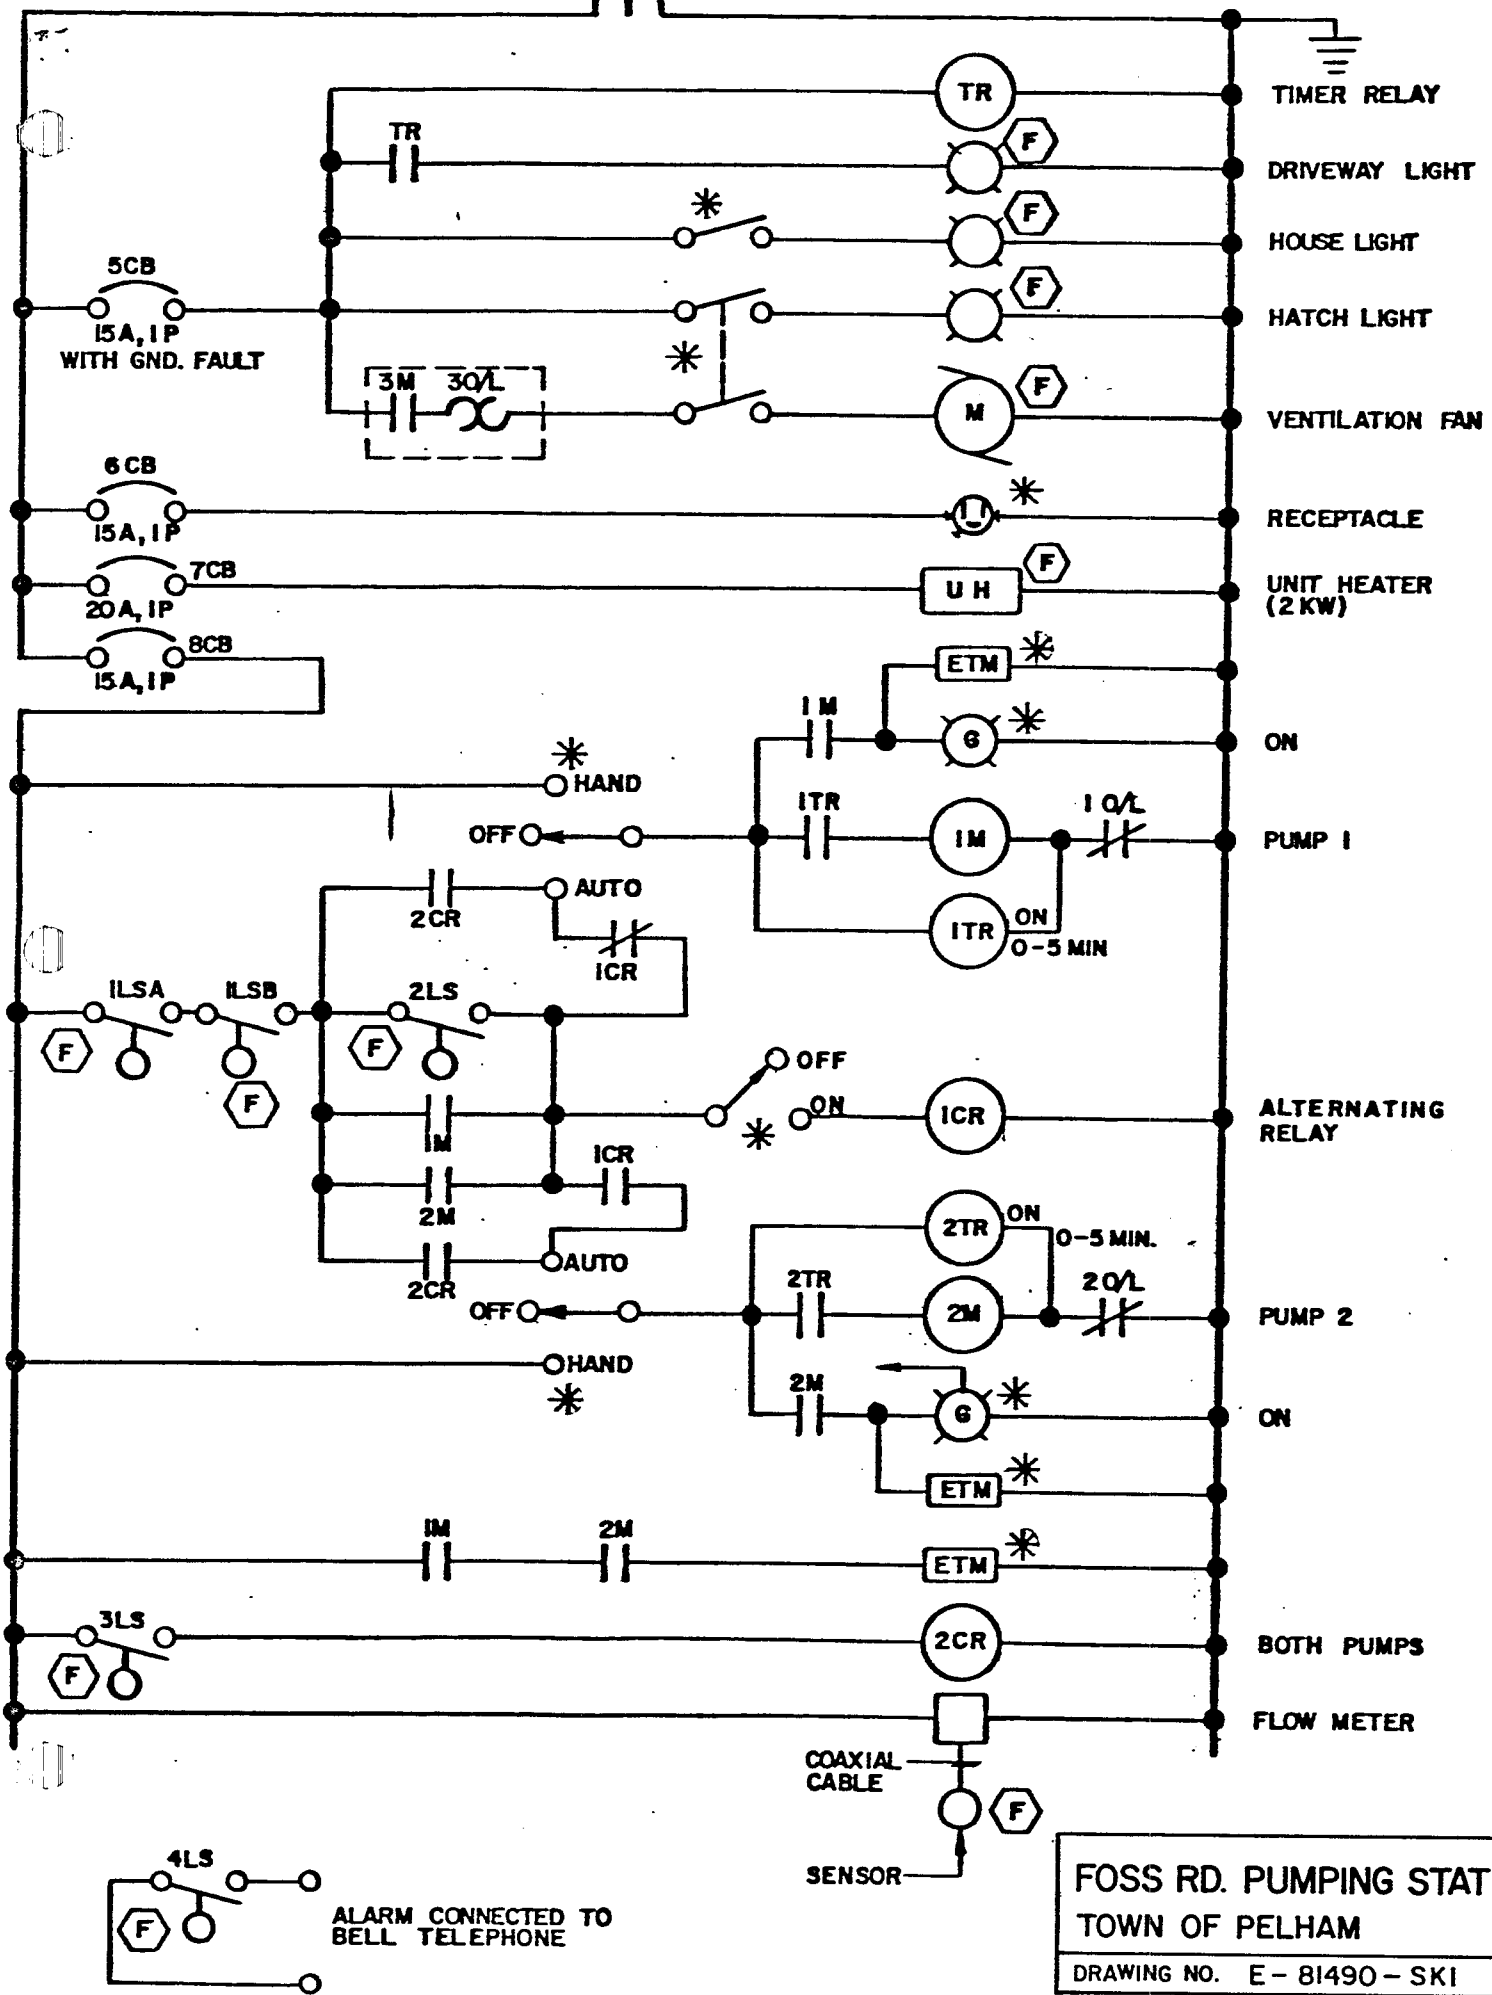 TR
TIMER RELAY
TR
F
DRIVEWAY LIGHT
F
HOUSE LIGHT
5CB
15A, 1P
WITH GND. FAULT
F
HATCH LIGHT
3M 3O/L
M
F
VENTILATION FAN
6CB
15A, 1P
RECEPTACLE
7CB
20A, 1P
UH
F
UNIT HEATER
(2KW)
8CB
15A, 1P
ETM
1M
G
ON
HAND
1TR
1M
1 O/L
OFF
PUMP 1
AUTO
2CR
1CR
1TR
ON
0-5 MIN
1LSA
1LSB
2LS
F
F
F
OFF
ON
1CR
ALTERNATING
RELAY
1M
1CR
2M
2TR
ON
0-5 MIN.
AUTO
2CR
2TR
2M
2 O/L
OFF
PUMP 2
HAND
2M
G
ON
ETM
1M
2M
ETM
3LS
F
2CR
BOTH PUMPS
FLOW METER
COAXIAL
CABLE
F
SENSOR
4LS
F
ALARM CONNECTED TO
BELL TELEPHONE
FOSS RD. PUMPING STAT
TOWN OF PELHAM
DRAWING NO. E-81490-SK1